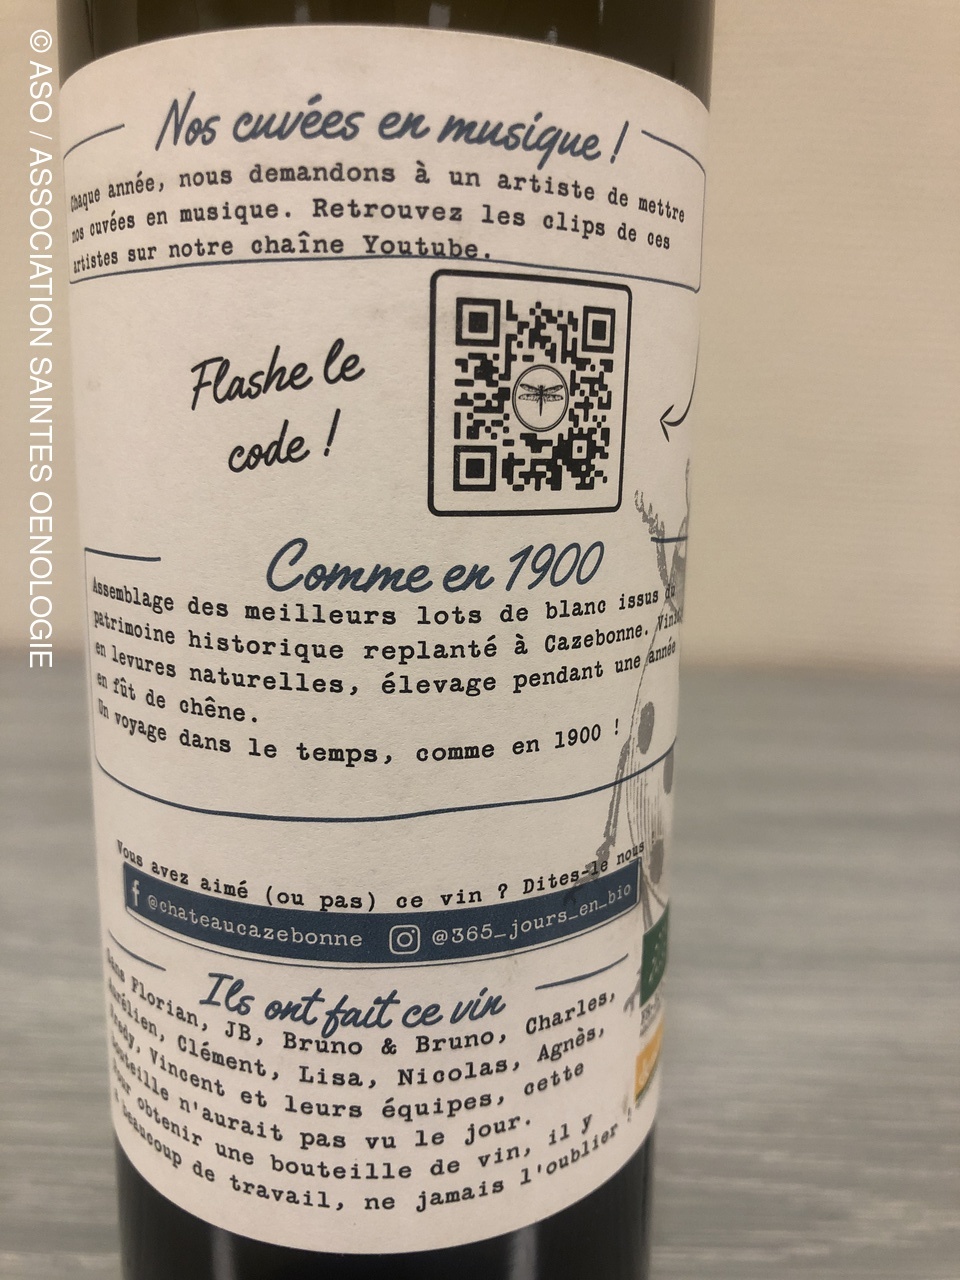 © ASO / ASSOCIATION SAINTES OENOLOGIE
Nos cuvées en musique !
Chaque année, nous demandons à un artiste de mettre
nos cuvées en musique. Retrouvez les clips de ces
artistes sur notre chaîne Youtube.
Flashe le
code !
Comme en 1900
Assemblage des meilleurs lots de blanc issus du
patrimoine historique replanté à Cazebonne.
en levures naturelles, élevage pendant une année
en fût de chêne.
Un voyage dans le temps, comme en 1900 !
Vous avez aimé (ou pas) ce vin ? Dites-le nous
@chateaucazebonne @365_jours_en_bio
Ils ont fait ce vin
Sans Florian, JB, Bruno & Bruno, Charles,
Aurélien, Clément, Lisa, Nicolas, Agnès,
Vincent et leurs équipes, cette
bouteille n'aurait pas vu le jour.
Pour obtenir une bouteille de vin, il y
a beaucoup de travail, ne jamais l'oublier !